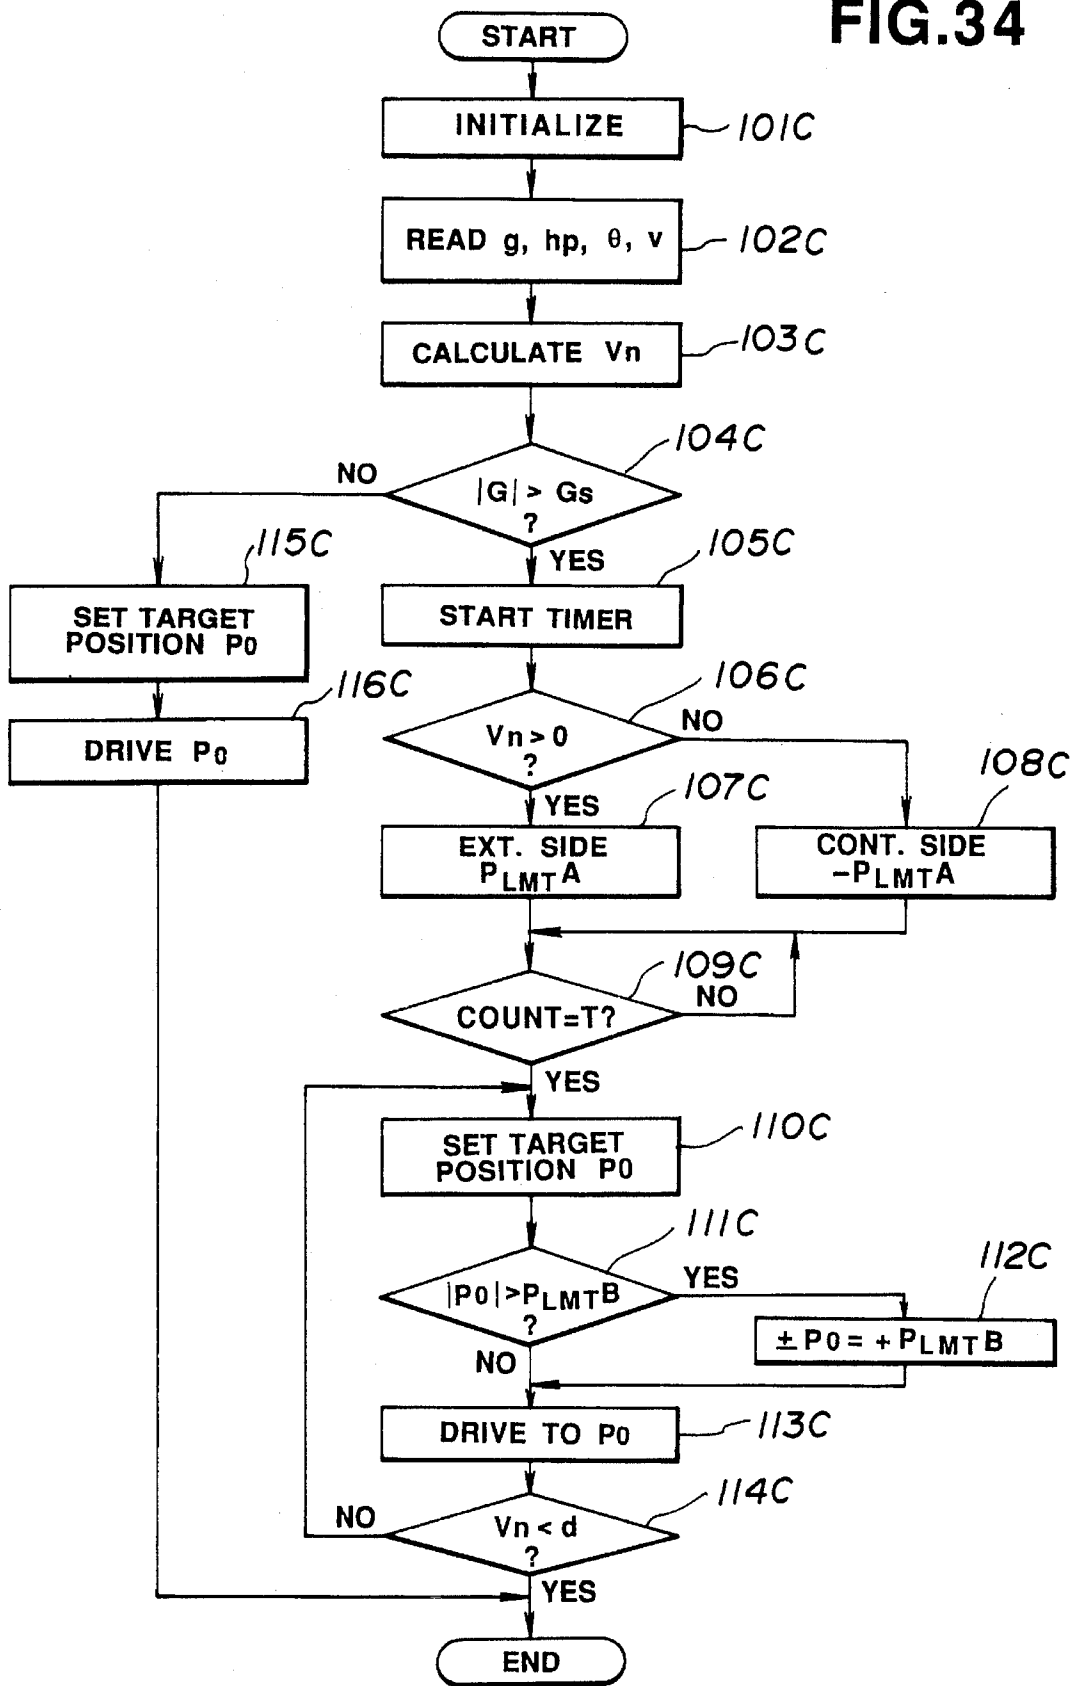 FIG.34
START
INITIALIZE
101C
READ g, hp, θ, v
102C
CALCULATE Vn
103C
104C
NO
|G| > Gs
?
115C
YES
105C
SET TARGET
POSITION P0
START TIMER
116C
106C
DRIVE P0
Vn > 0
?
NO
108C
YES
107C
EXT. SIDE
PLMTA
CONT. SIDE
-PLMTA
109C
COUNT=T?
NO
YES
110C
SET TARGET
POSITION P0
111C
|P0| >PLMTB
?
YES
112C
± P0 = + PLMTB
NO
DRIVE TO P0
113C
114C
NO
Vn < d
?
YES
END